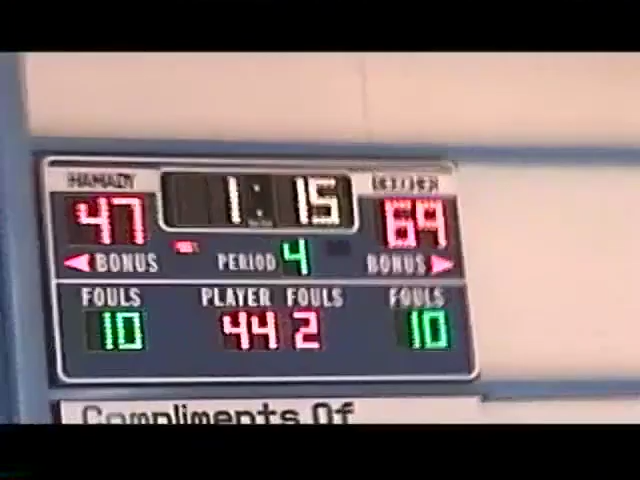 HAMADY 1:15
47 69
BONUS PERIOD 4 BONUS
FOULS PLAYER FOULS FOULS
10 44 2 10
Compliments Of